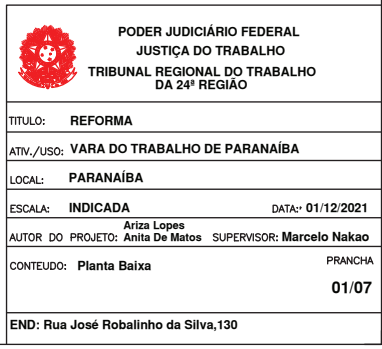 PODER JUDICIÁRIO FEDERAL
JUSTIÇA DO TRABALHO
TRIBUNAL REGIONAL DO TRABALHO
DA 24ª REGIÃO
TITULO: REFORMA
ATIV./USO: VARA DO TRABALHO DE PARANAÍBA
LOCAL: PARANAÍBA
ESCALA: INDICADA DATA: 01/12/2021
AUTOR DO PROJETO: Ariza Lopes
Anita De Matos SUPERVISOR: Marcelo Nakao
CONTEUDO: Planta Baixa PRANCHA
01/07
END: Rua José Robalinho da Silva,130